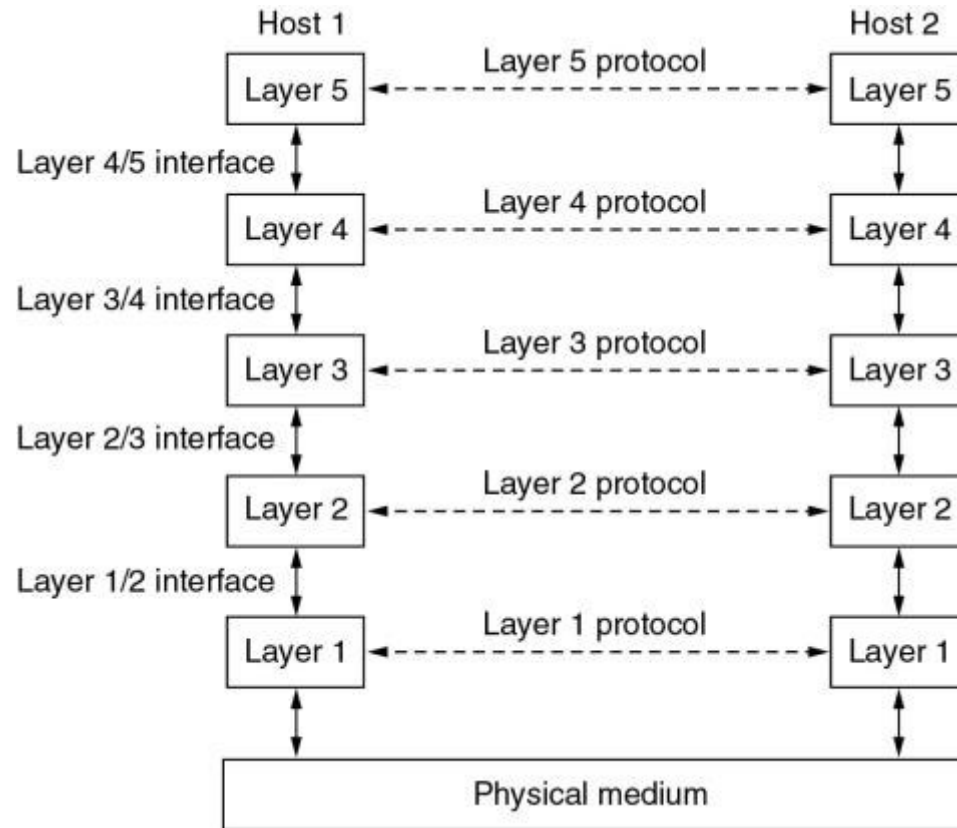 Host 1
Host 2
Layer 5
Layer 5 protocol
Layer 5
Layer 4/5 interface
Layer 4
Layer 4 protocol
Layer 4
Layer 3/4 interface
Layer 3
Layer 3 protocol
Layer 3
Layer 2/3 interface
Layer 2
Layer 2 protocol
Layer 2
Layer 1/2 interface
Layer 1
Layer 1 protocol
Layer 1
Physical medium